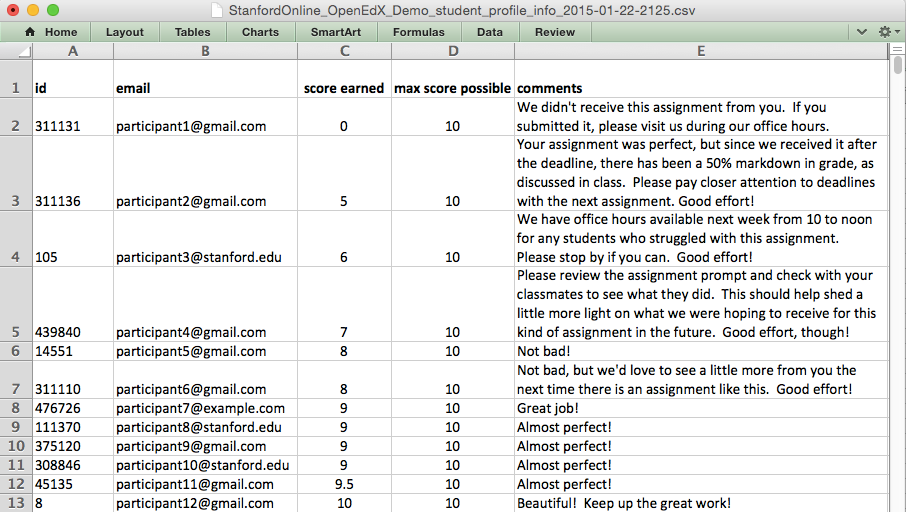 StanfordOnline_OpenEdX_Demo_student_profile_info_2015-01-22-2125.csv
Home Layout Tables Charts SmartArt Formulas Data Review
A B C D E
1 id email score earned max score possible comments
We didn't receive this assignment from you.  If you
2 311131 participant1@gmail.com 0 10 submitted it, please visit us during our office hours.
Your assignment was perfect, but since we received it after
the deadline, there has been a 50% markdown in grade, as
discussed in class.  Please pay closer attention to deadlines
3 311136 participant2@gmail.com 5 10 with the next assignment. Good effort!
We have office hours available next week from 10 to noon
for any students who struggled with this assignment.
4 105 participant3@stanford.edu 6 10 Please stop by if you can.  Good effort!
Please review the assignment prompt and check with your
classmates to see what they did.  This should help shed a
little more light on what we were hoping to receive for this
5 439840 participant4@gmail.com 7 10 kind of assignment in the future.  Good effort, though!
6 14551 participant5@gmail.com 8 10 Not bad!
Not bad, but we'd love to see a little more from you the
7 311110 participant6@gmail.com 8 10 next time there is an assignment like this.  Good effort!
8 476726 participant7@example.com 9 10 Great job!
9 111370 participant8@stanford.edu 9 10 Almost perfect!
10 375120 participant9@gmail.com 9 10 Almost perfect!
11 308846 participant10@stanford.edu 9 10 Almost perfect!
12 45135 participant11@gmail.com 9.5 10 Almost perfect!
13 8 participant12@gmail.com 10 10 Beautiful!  Keep up the great work!